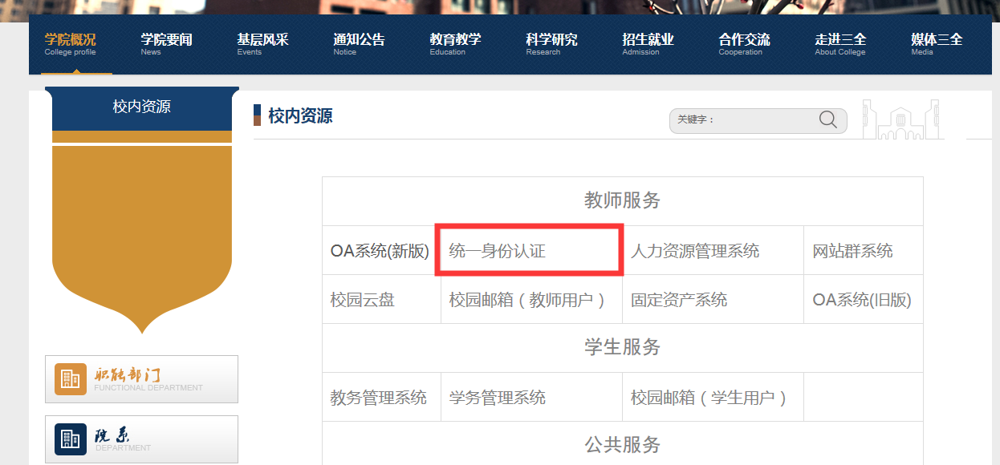 学院概况 学院要闻 基层风采 通知公告 教育教学 科学研究 招生就业 合作交流 走进三全 媒体三全
College profile News Events Notice Education Research Admission Cooperation About College Media
校内资源
校内资源
关键字：
教师服务
OA系统(新版) 统一身份认证 人力资源管理系统 网站群系统
校园云盘 校园邮箱（教师用户） 固定资产系统 OA系统(旧版)
学生服务
教务管理系统 学务管理系统 校园邮箱（学生用户）
公共服务
职能部门
FUNCTIONAL DEPARTMENT
院系
DEPARTMENT